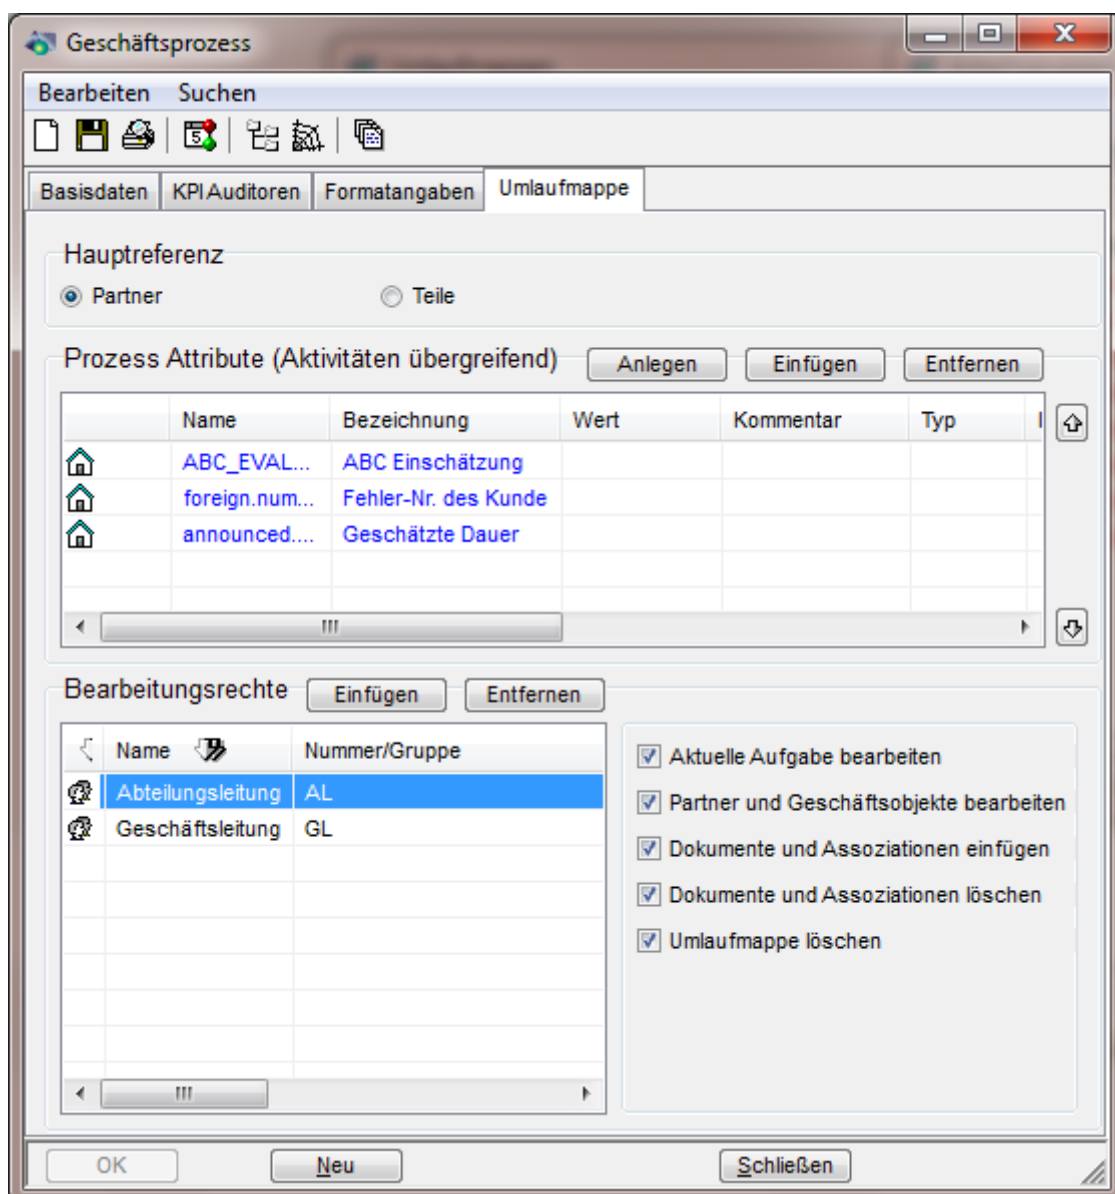 Geschäftsprozess
Bearbeiten Suchen
Basisdaten KPI Auditoren Formatangaben Umlaufmappe
Hauptreferenz
Partner Teile
Prozess Attribute (Aktivitäten übergreifend) Anlegen Einfügen Entfernen
Name Bezeichnung Wert Kommentar Typ
ABC_EVAL... ABC Einschätzung
foreign.num... Fehler-Nr. des Kunde
announced.... Geschätzte Dauer
Bearbeitungsrechte Einfügen Entfernen
Name Nummer/Gruppe
Abteilungsleitung AL
Geschäftsleitung GL
Aktuelle Aufgabe bearbeiten
Partner und Geschäftsobjekte bearbeiten
Dokumente und Assoziationen einfügen
Dokumente und Assoziationen löschen
Umlaufmappe löschen
OK Neu Schließen